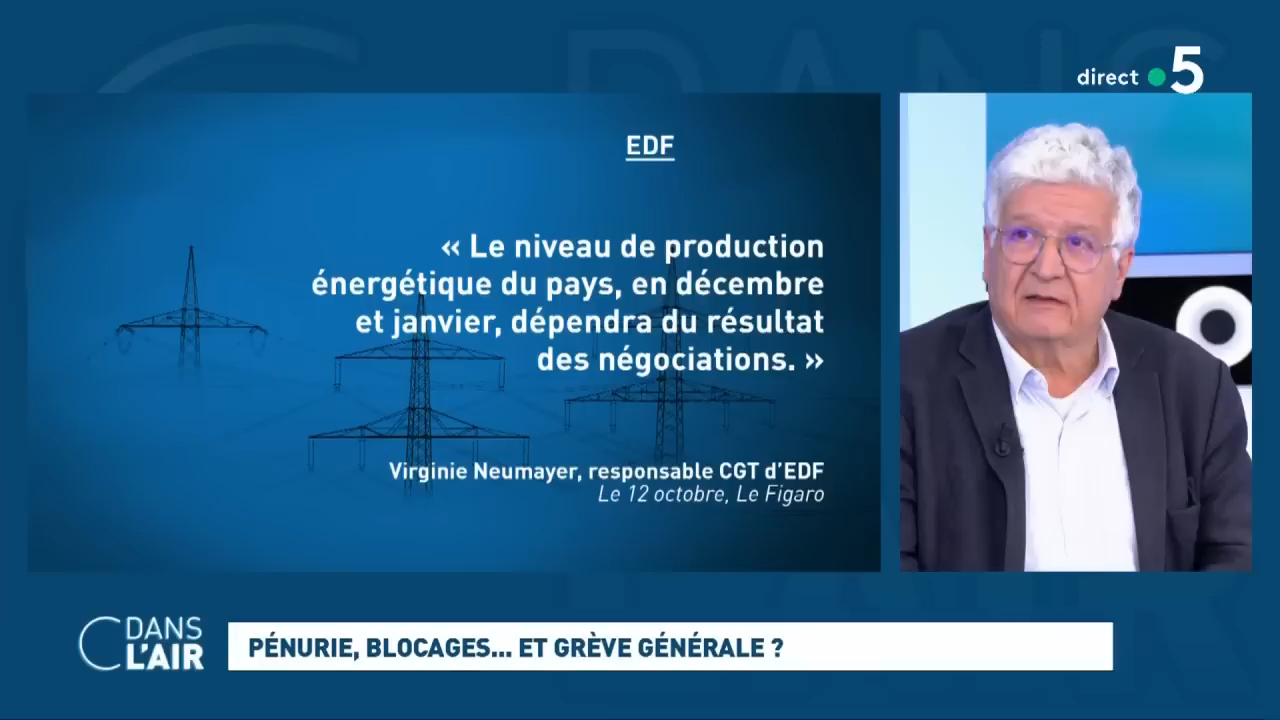 direct 5
EDF
« Le niveau de production
énergétique du pays, en décembre
et janvier, dépendra du résultat
des négociations. »
Virginie Neumayer, responsable CGT d'EDF
Le 12 octobre, Le Figaro
C DANS
L'AIR
PÉNURIE, BLOCAGES... ET GRÈVE GÉNÉRALE ?